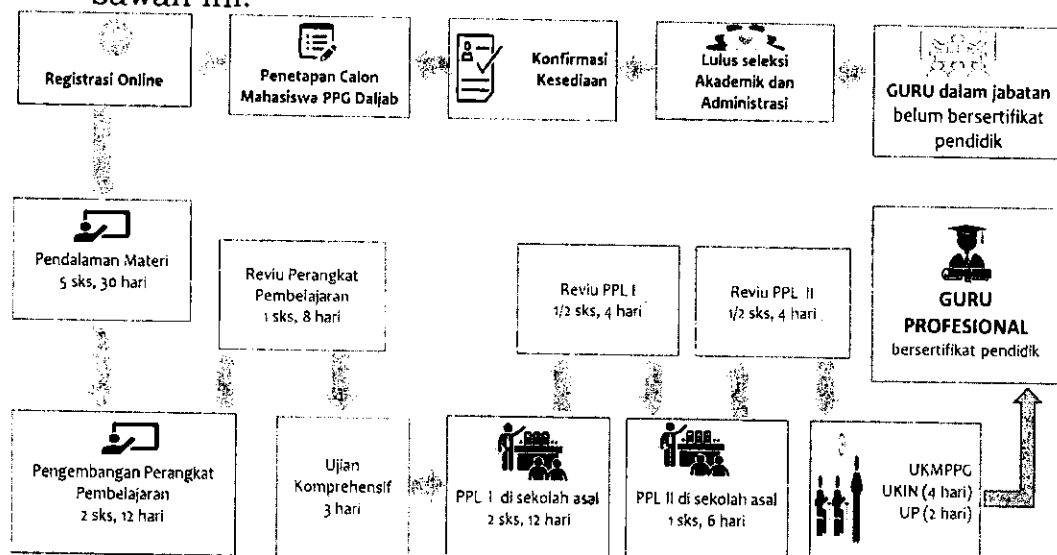 bawah ini.
Registrasi Online
Penetapan Calon
Mahasiswa PPG Daljab
Konfirmasi
Kesediaan
Lulus seleksi
Akademik dan
Administrasi
GURU dalam jabatan
belum bersertifikat
pendidik
Pendalaman Materi
5 sks, 30 hari
Reviu Perangkat
Pembelajaran
1 sks, 8 hari
Reviu PPL I
1/2 sks, 4 hari
Reviu PPL II
1/2 sks, 4 hari
GURU
PROFESIONAL
bersertifikat pendidik
Pengembangan Perangkat
Pembelajaran
2 sks, 12 hari
Ujian
Komprehensif
3 hari
PPL I di sekolah asal
2 sks, 12 hari
PPL II di sekolah asal
1 sks, 6 hari
UKMPPG
UKIN (4 hari)
UP (2 hari)